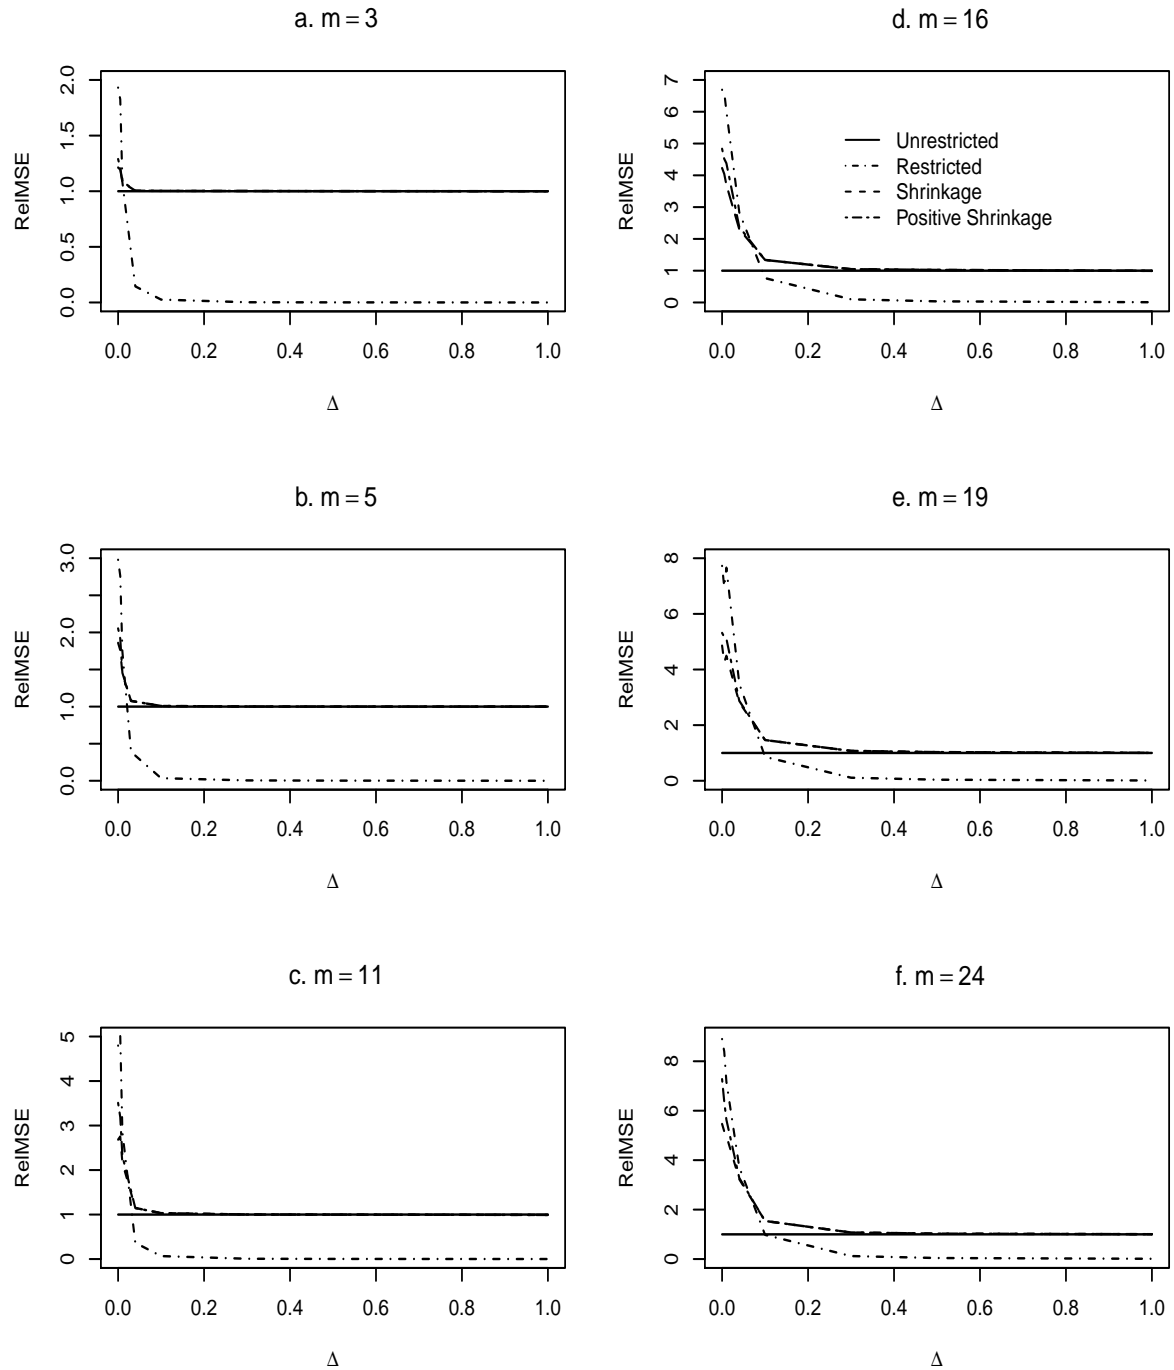 a. m = 3
RelMSE
2.0
1.5
1.0
0.5
0.0
0.0 0.2 0.4 0.6 0.8 1.0
Δ
d. m = 16
RelMSE
7
6
5
4
3
2
1
0
Unrestricted
Restricted
Shrinkage
Positive Shrinkage
0.0 0.2 0.4 0.6 0.8 1.0
Δ
b. m = 5
RelMSE
3.0
2.0
1.0
0.0
0.0 0.2 0.4 0.6 0.8 1.0
Δ
e. m = 19
RelMSE
8
6
4
2
0
0.0 0.2 0.4 0.6 0.8 1.0
Δ
c. m = 11
RelMSE
5
4
3
2
1
0
0.0 0.2 0.4 0.6 0.8 1.0
Δ
f. m = 24
RelMSE
8
6
4
2
0
0.0 0.2 0.4 0.6 0.8 1.0
Δ